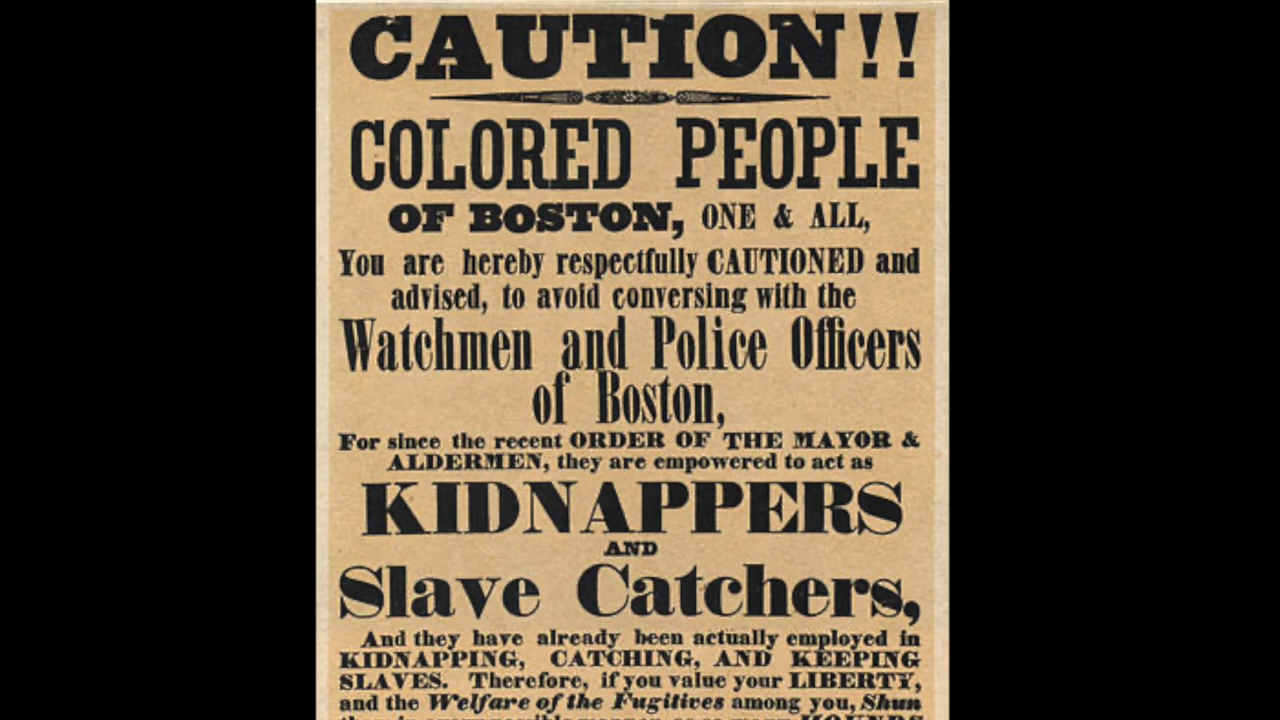 CAUTION!!
COLORED PEOPLE
OF BOSTON, ONE & ALL,
You are hereby respectfully CAUTIONED and
advised, to avoid conversing with the
Watchmen and Police Officers
of Boston,
For since the recent ORDER OF THE MAYOR &
ALDERMEN, they are empowered to act as
KIDNAPPERS
AND
Slave Catchers,
And they have already been actually employed in
KIDNAPPING, CATCHING, AND KEEPING
SLAVES. Therefore, if you value your LIBERTY,
and the Welfare of the Fugitives among you, Shun